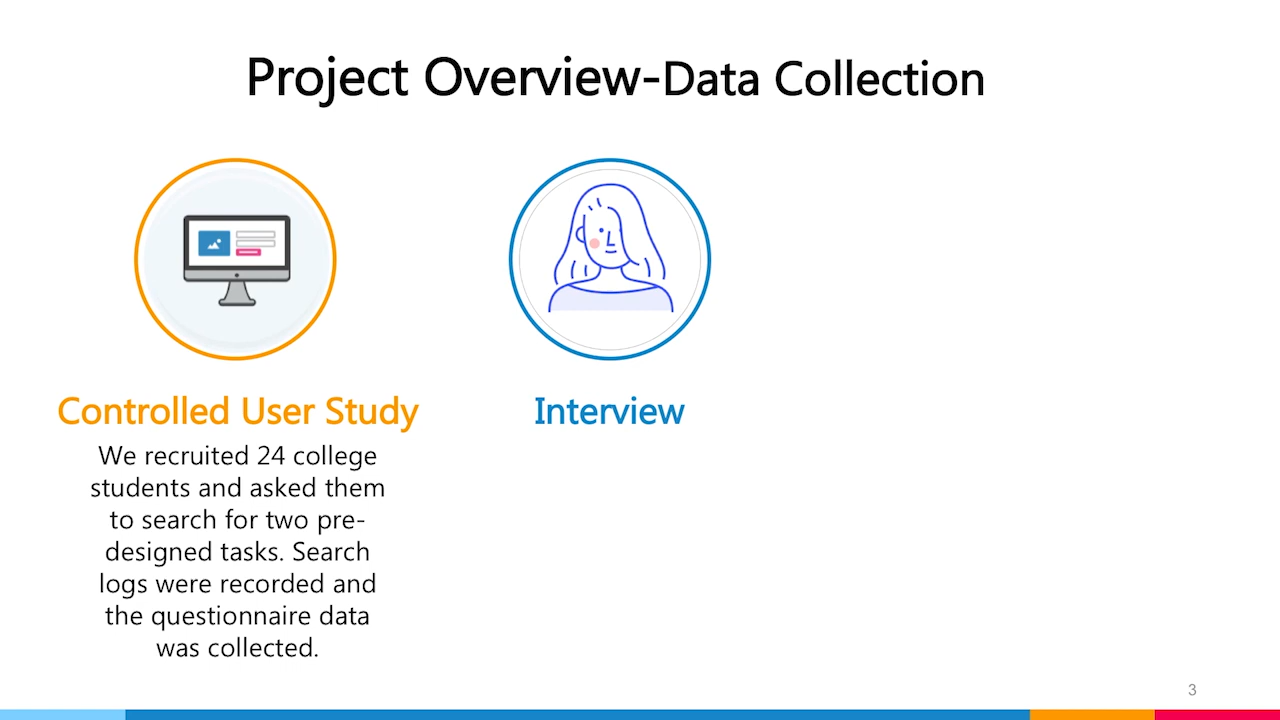 Project Overview-Data Collection
Controlled User Study
We recruited 24 college
students and asked them
to search for two pre-
designed tasks. Search
logs were recorded and
the questionnaire data
was collected.
Interview
3